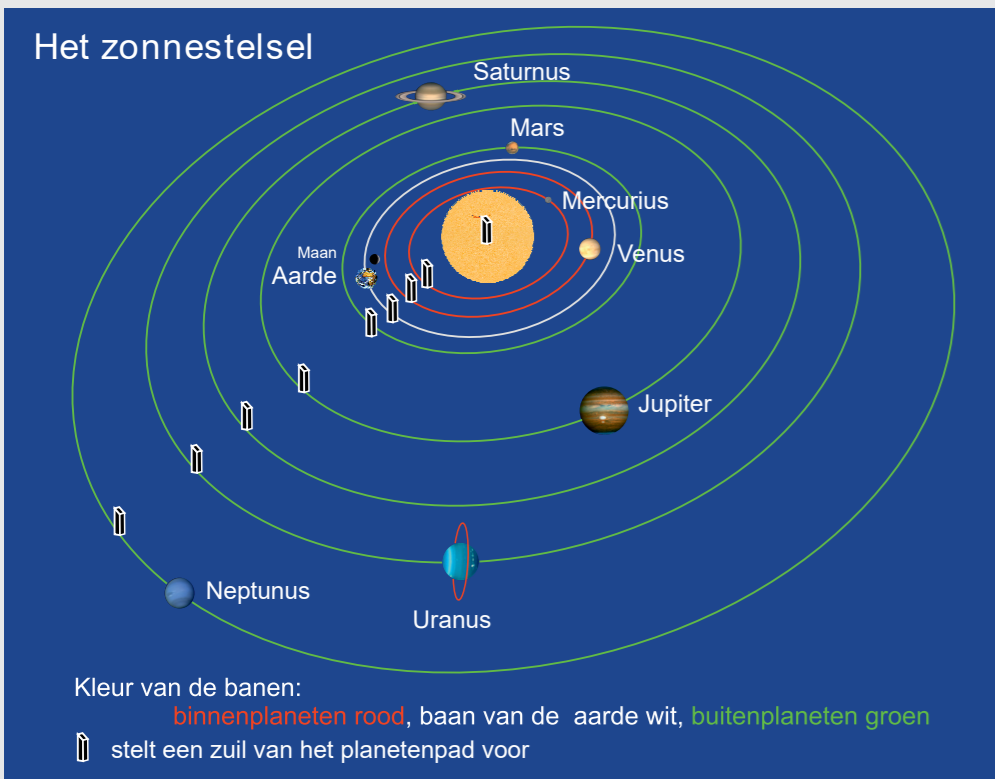 Het zonnestelsel
Saturnus
Mars
Mercurius
Venus
Maan
Aarde
Jupiter
Neptunus
Uranus
Kleur van de banen:
binnenplaneten rood, baan van de aarde wit, buitenplaneten groen
stelt een zuil van het planetenpad voor